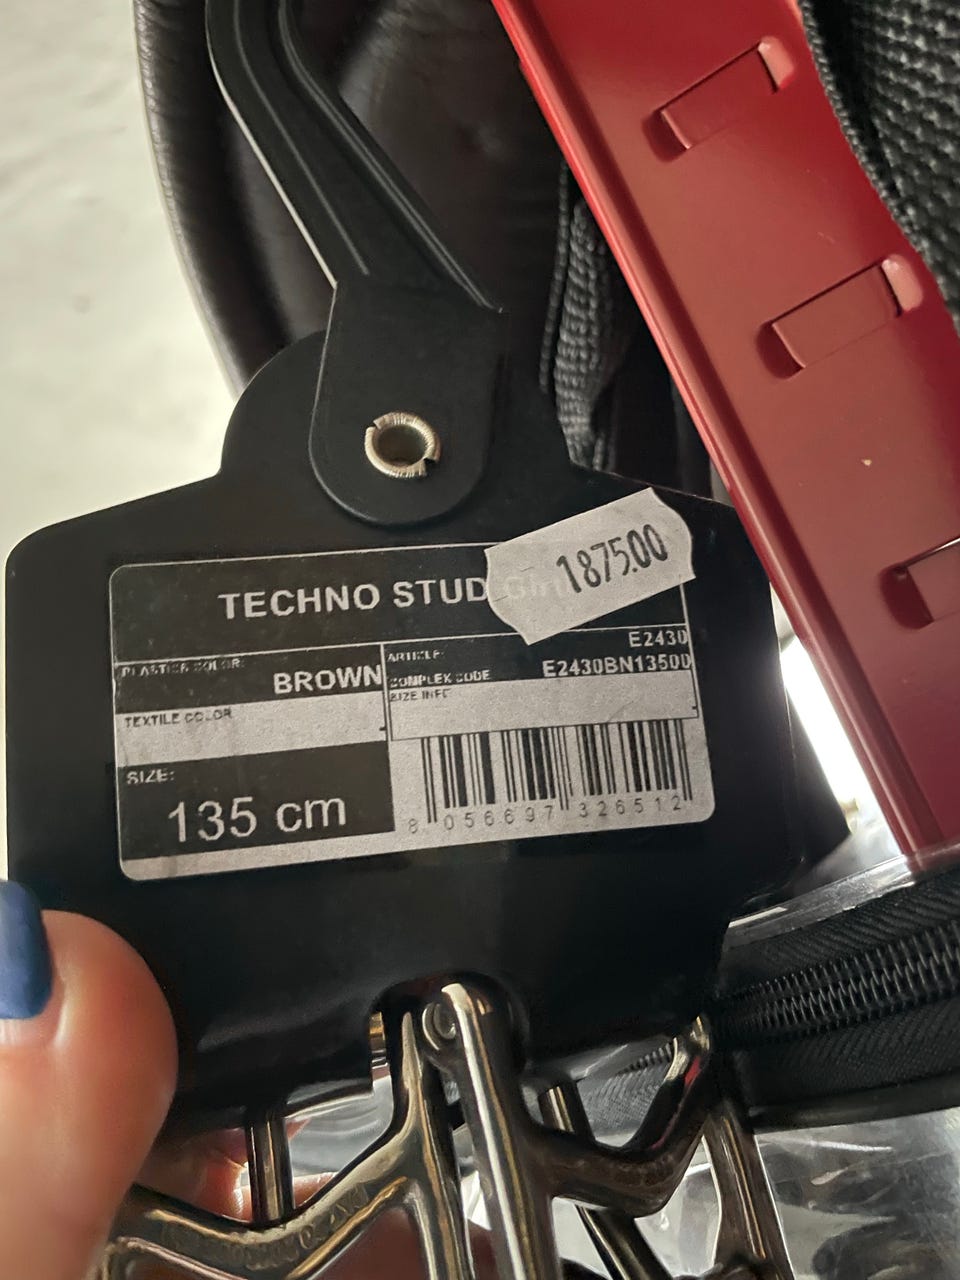 1875.00
TECHNO STUD
PLASTICS COLOR:
BROWN
ARTICLE:
E2430
COMPLEX CODE
E2430BN13500
SIZE INFO
TEXTILE COLOR
SIZE:
135 cm
8 056697 326512